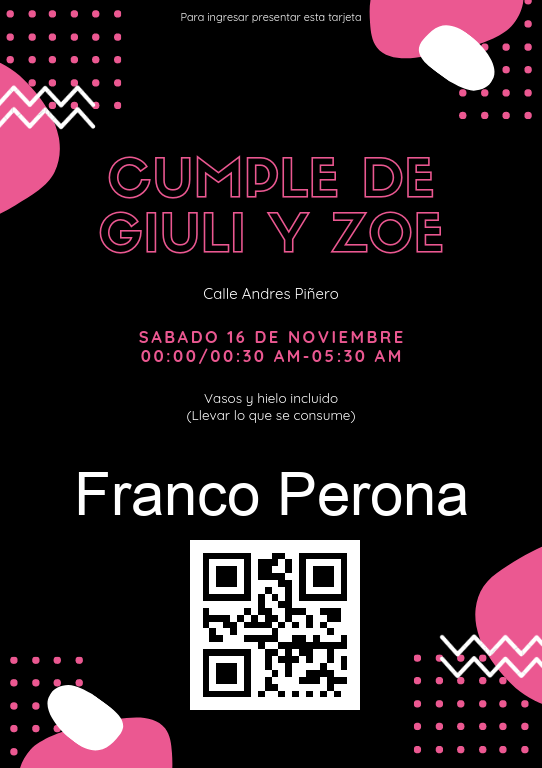 Para ingresar presentar esta tarjeta
CUMPLE DE
GIULI Y ZOE
Calle Andres Piñero
SABADO 16 DE NOVIEMBRE
00:00/00:30 AM-05:30 AM
Vasos y hielo incluido
(Llevar lo que se consume)
Franco Perona